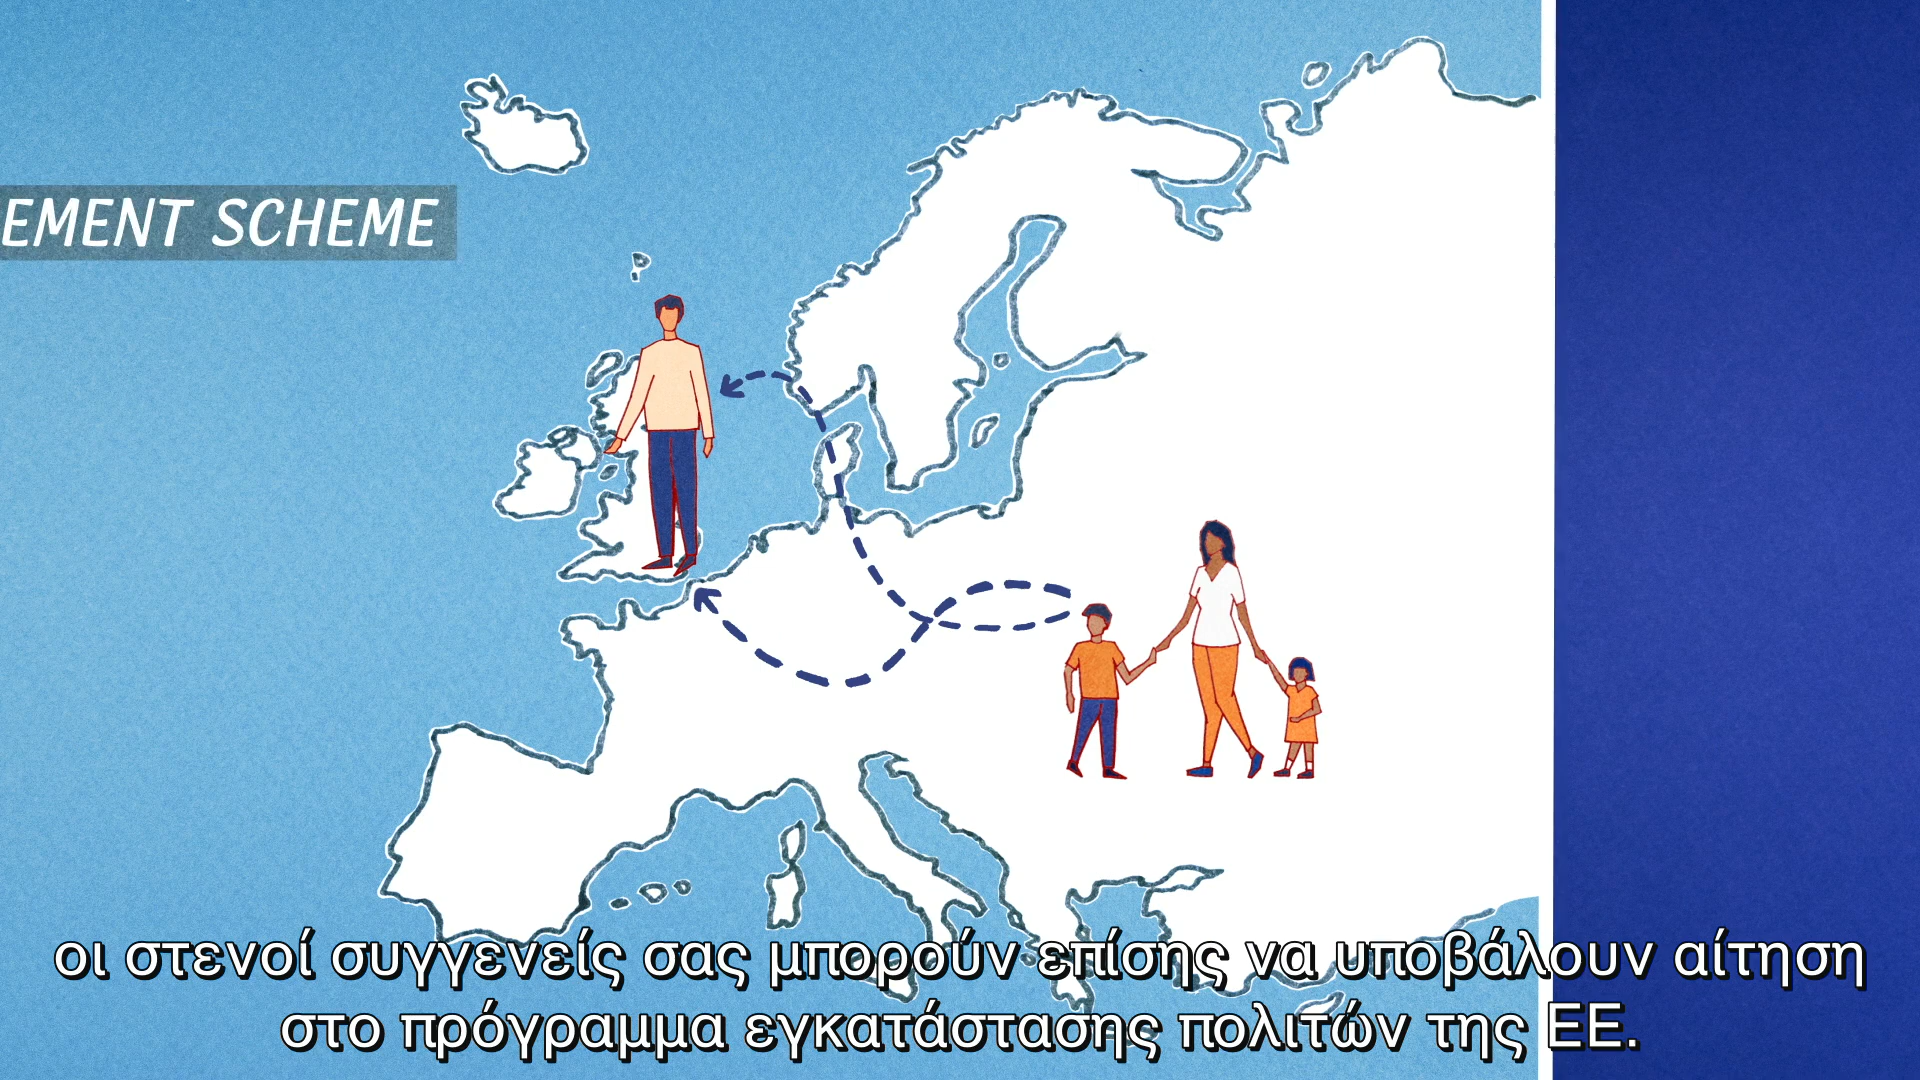 EMENT SCHEME
οι στενοί συγγενείς σας μπορούν επίσης να υποβάλουν αίτηση
στο πρόγραμμα εγκατάστασης πολιτών της ΕΕ.